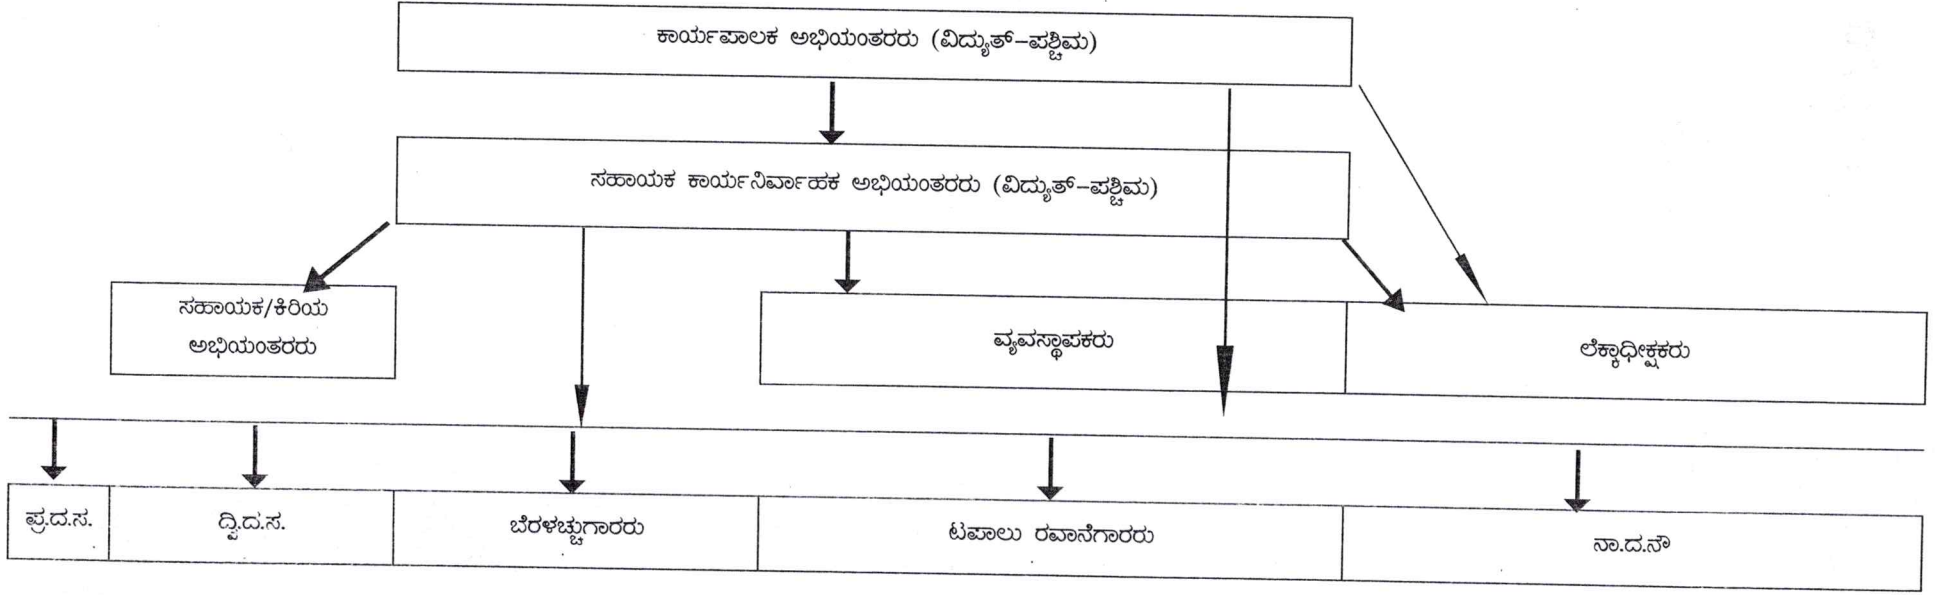 ಕಾರ್ಯಪಾಲಕ ಅಭಿಯಂತರರು (ವಿದ್ಯುತ್–ಪಶ್ಚಿಮ)
ಸಹಾಯಕ ಕಾರ್ಯನಿರ್ವಾಹಕ ಅಭಿಯಂತರರು (ವಿದ್ಯುತ್–ಪಶ್ಚಿಮ)
ಸಹಾಯಕ/ಕಿರಿಯ
ಅಭಿಯಂತರರು
ವ್ಯವಸ್ಥಾಪಕರು
ಲೆಕ್ಕಾಧೀಕ್ಷಕರು
ಪ್ರ.ದ.ಸ.
ದ್ವಿ.ದ.ಸ.
ಬೆರಳಚ್ಚುಗಾರರು
ಟಪಾಲು ರವಾನೆಗಾರರು
ನಾ.ದ.ನೌ